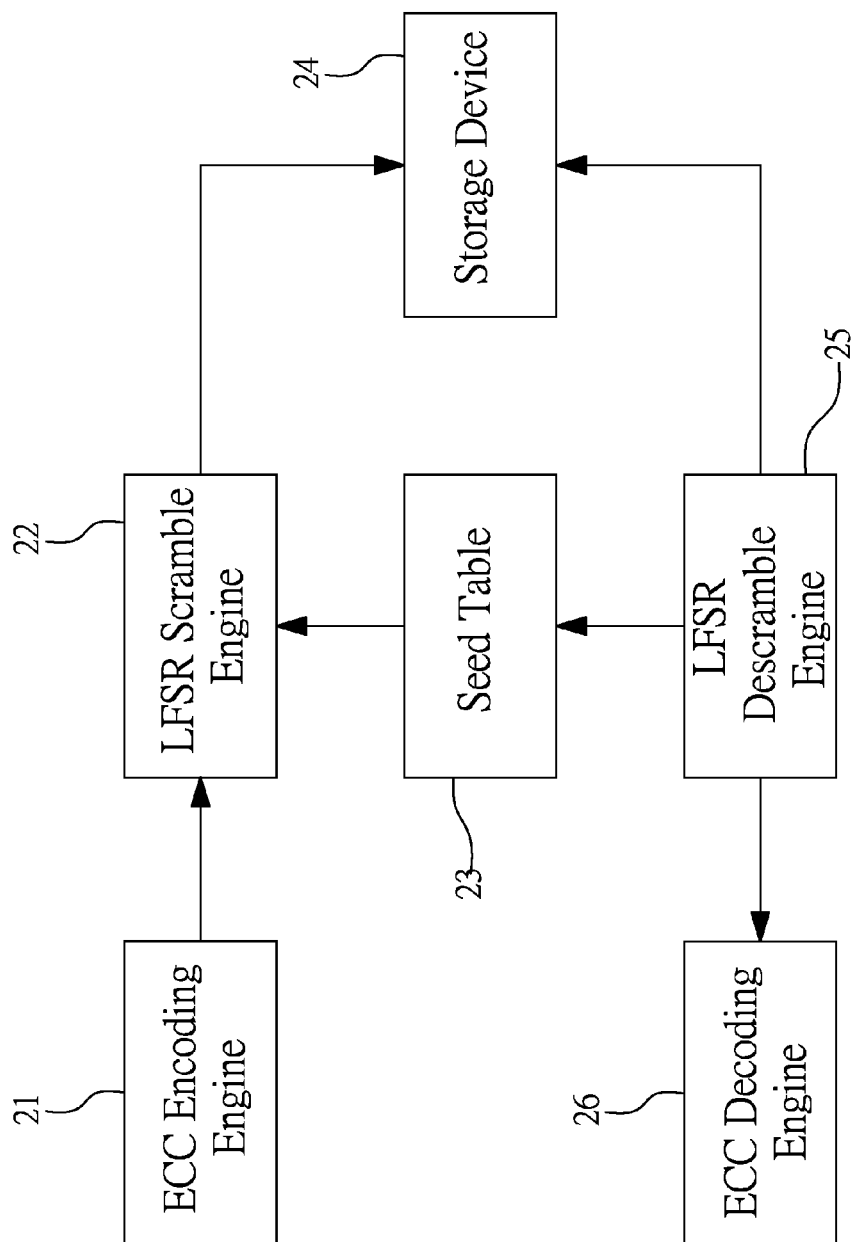 21
ECC Encoding
Engine
22
LFSR Scramble
Engine
23
Seed Table
24
Storage Device
25
LFSR
Descramble
Engine
26
ECC Decoding
Engine